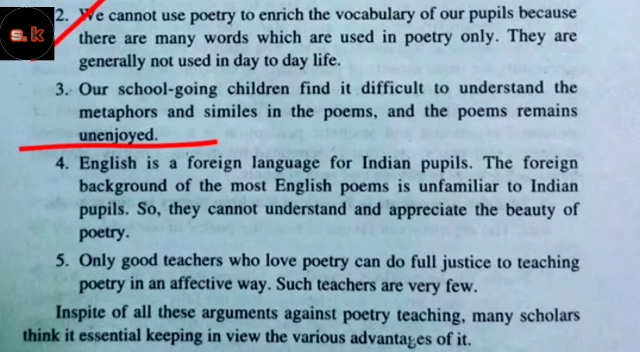 s.k
2. We cannot use poetry to enrich the vocabulary of our pupils because
there are many words which are used in poetry only. They are
generally not used in day to day life.
3. Our school-going children find it difficult to understand the
metaphors and similes in the poems, and the poems remains
unenjoyed.
4. English is a foreign language for Indian pupils. The foreign
background of the most English poems is unfamiliar to Indian
pupils. So, they cannot understand and appreciate the beauty of
poetry.
5. Only good teachers who love poetry can do full justice to teaching
poetry in an affective way. Such teachers are very few.
Inspite of all these arguments against poetry teaching, many scholars
think it essential keeping in view the various advantages of it.